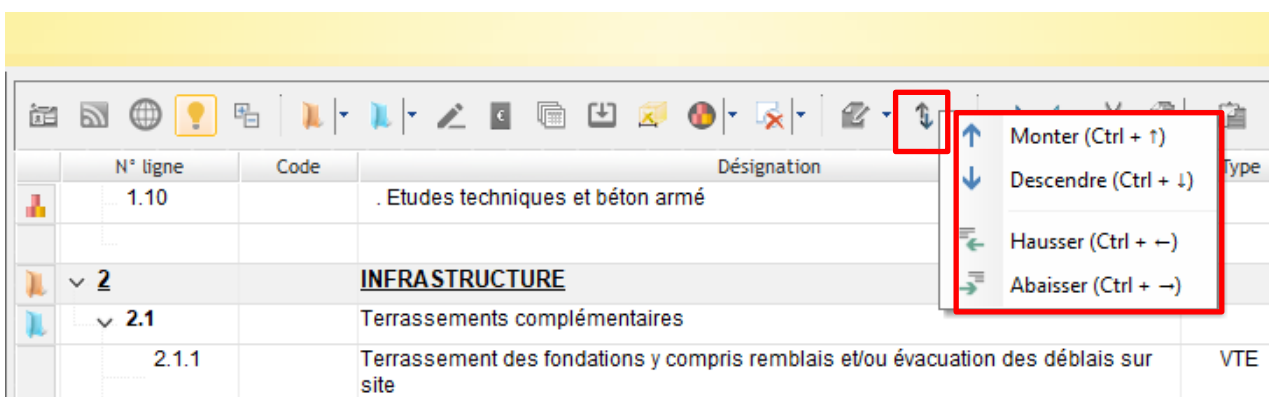 Monter (Ctrl + ↑)
Descendre (Ctrl + ↓)
Hausser (Ctrl + ←)
Abaisser (Ctrl + →)
N° ligne Code Désignation Type
1.10 . Etudes techniques et béton armé
2 INFRASTRUCTURE
2.1 Terrassements complémentaires
2.1.1 Terrassement des fondations y compris remblais et/ou évacuation des déblais sur VTE
site